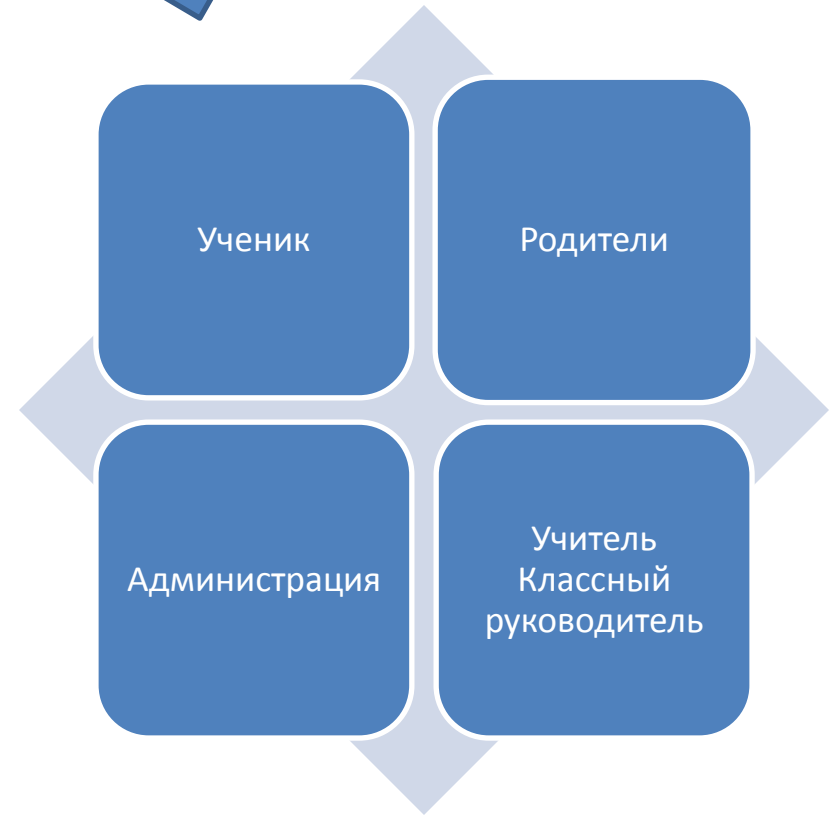 Ученик
Родители
Администрация
Учитель
Классный
руководитель